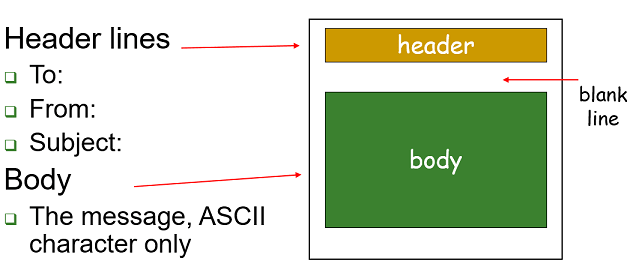 Header lines
To:
From:
Subject:
Body
The message, ASCII
character only
header
blank
line
body